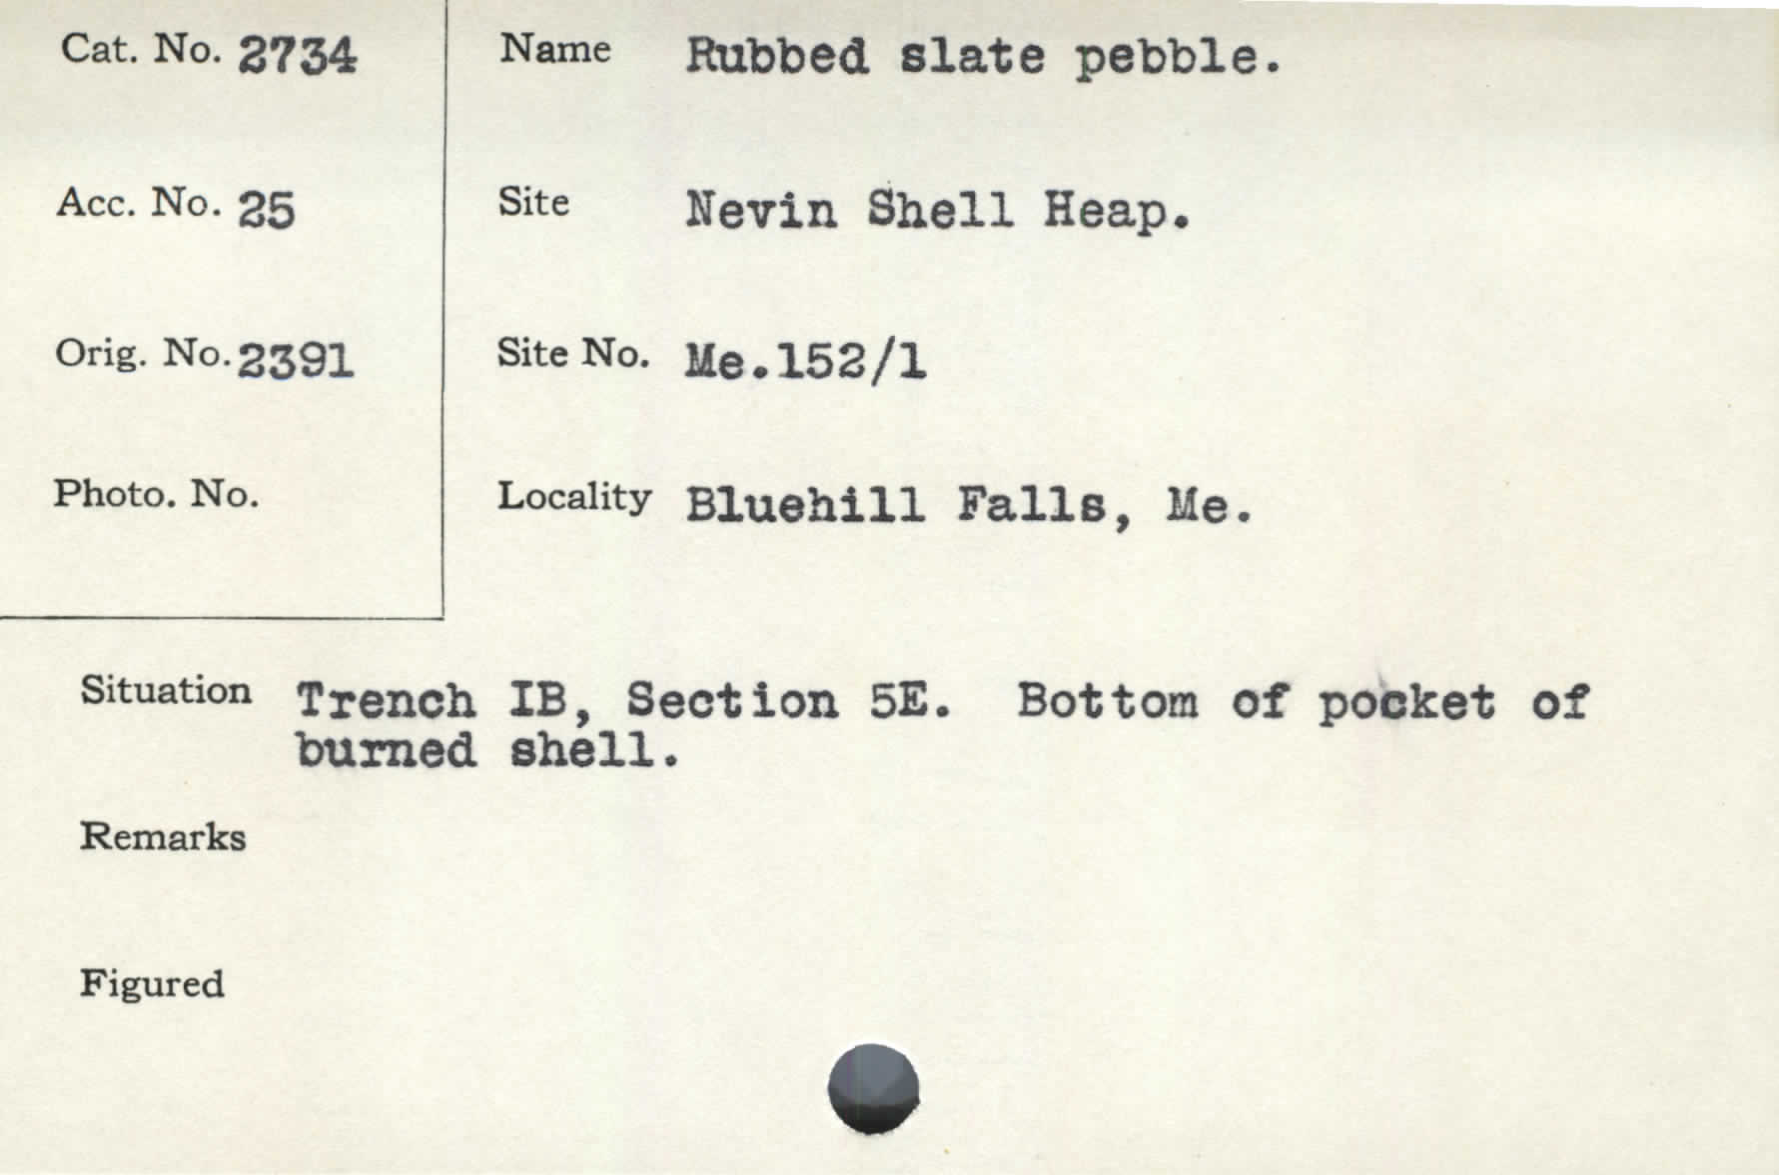 Cat. No. 2734
Acc. No. 25
Orig. No. 2391
Photo. No.
Name Rubbed slate pebble.
Site Nevin Shell Heap.
Site No. Me.152/1
Locality Bluehill Falls, Me.
Situation Trench IB, Section 5E. Bottom of pocket of
burned shell.
Remarks
Figured